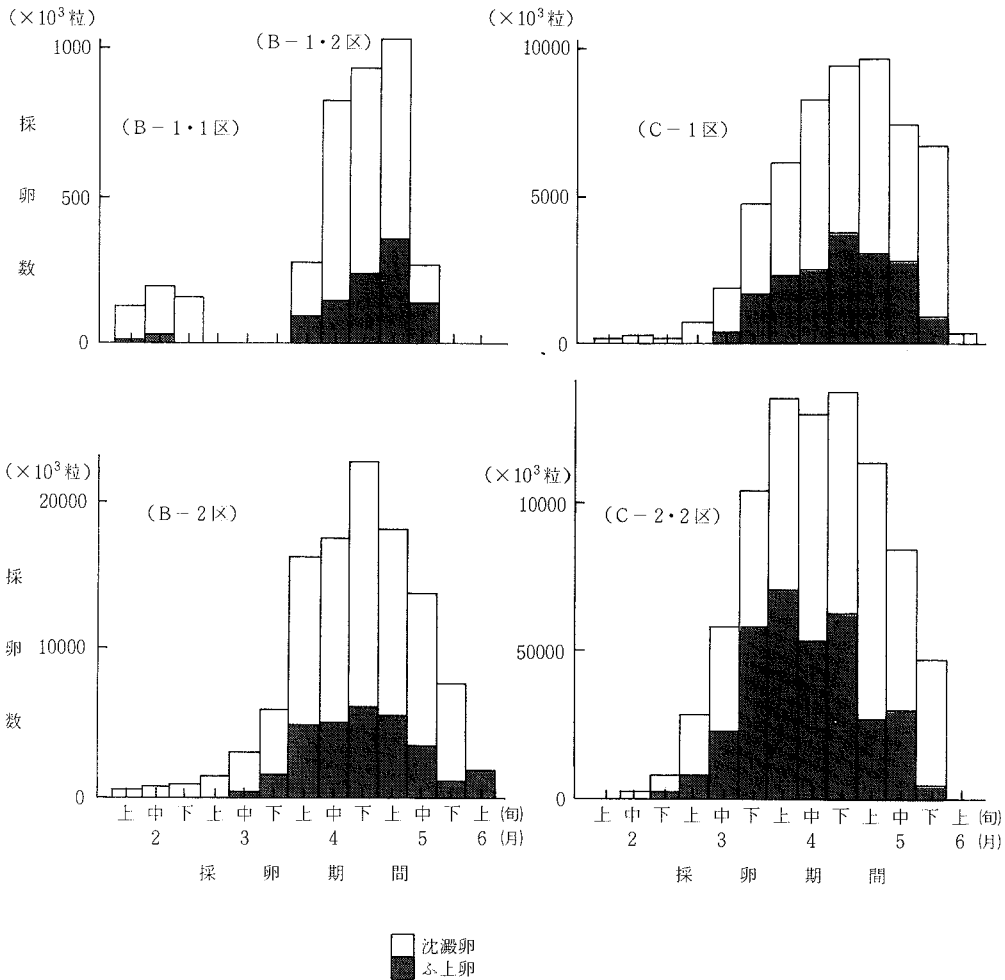 (×10³粒)
1000
500
0
採卵数
(B-1・1区)
(B-1・2区)
(×10³粒)
10000
5000
0
(C-1区)
(×10³粒)
20000
10000
0
採卵数
(B-2区)
上 中 下 上 中 下 上 中 下 上 中 下 上 (旬)
2 3 4 5 6 (月)
採卵期間
(×10³粒)
10000
50000
0
(C-2・2区)
上 中 下 上 中 下 上 中 下 上 中 下 上 (旬)
2 3 4 5 6 (月)
採卵期間
沈澱卵
ふ上卵